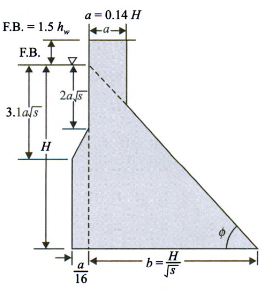 a = 0.14 H
F.B. = 1.5 h_w
a
F.B.
2a√s
3.1a√s
H
ϕ
a/16
b = H/√s